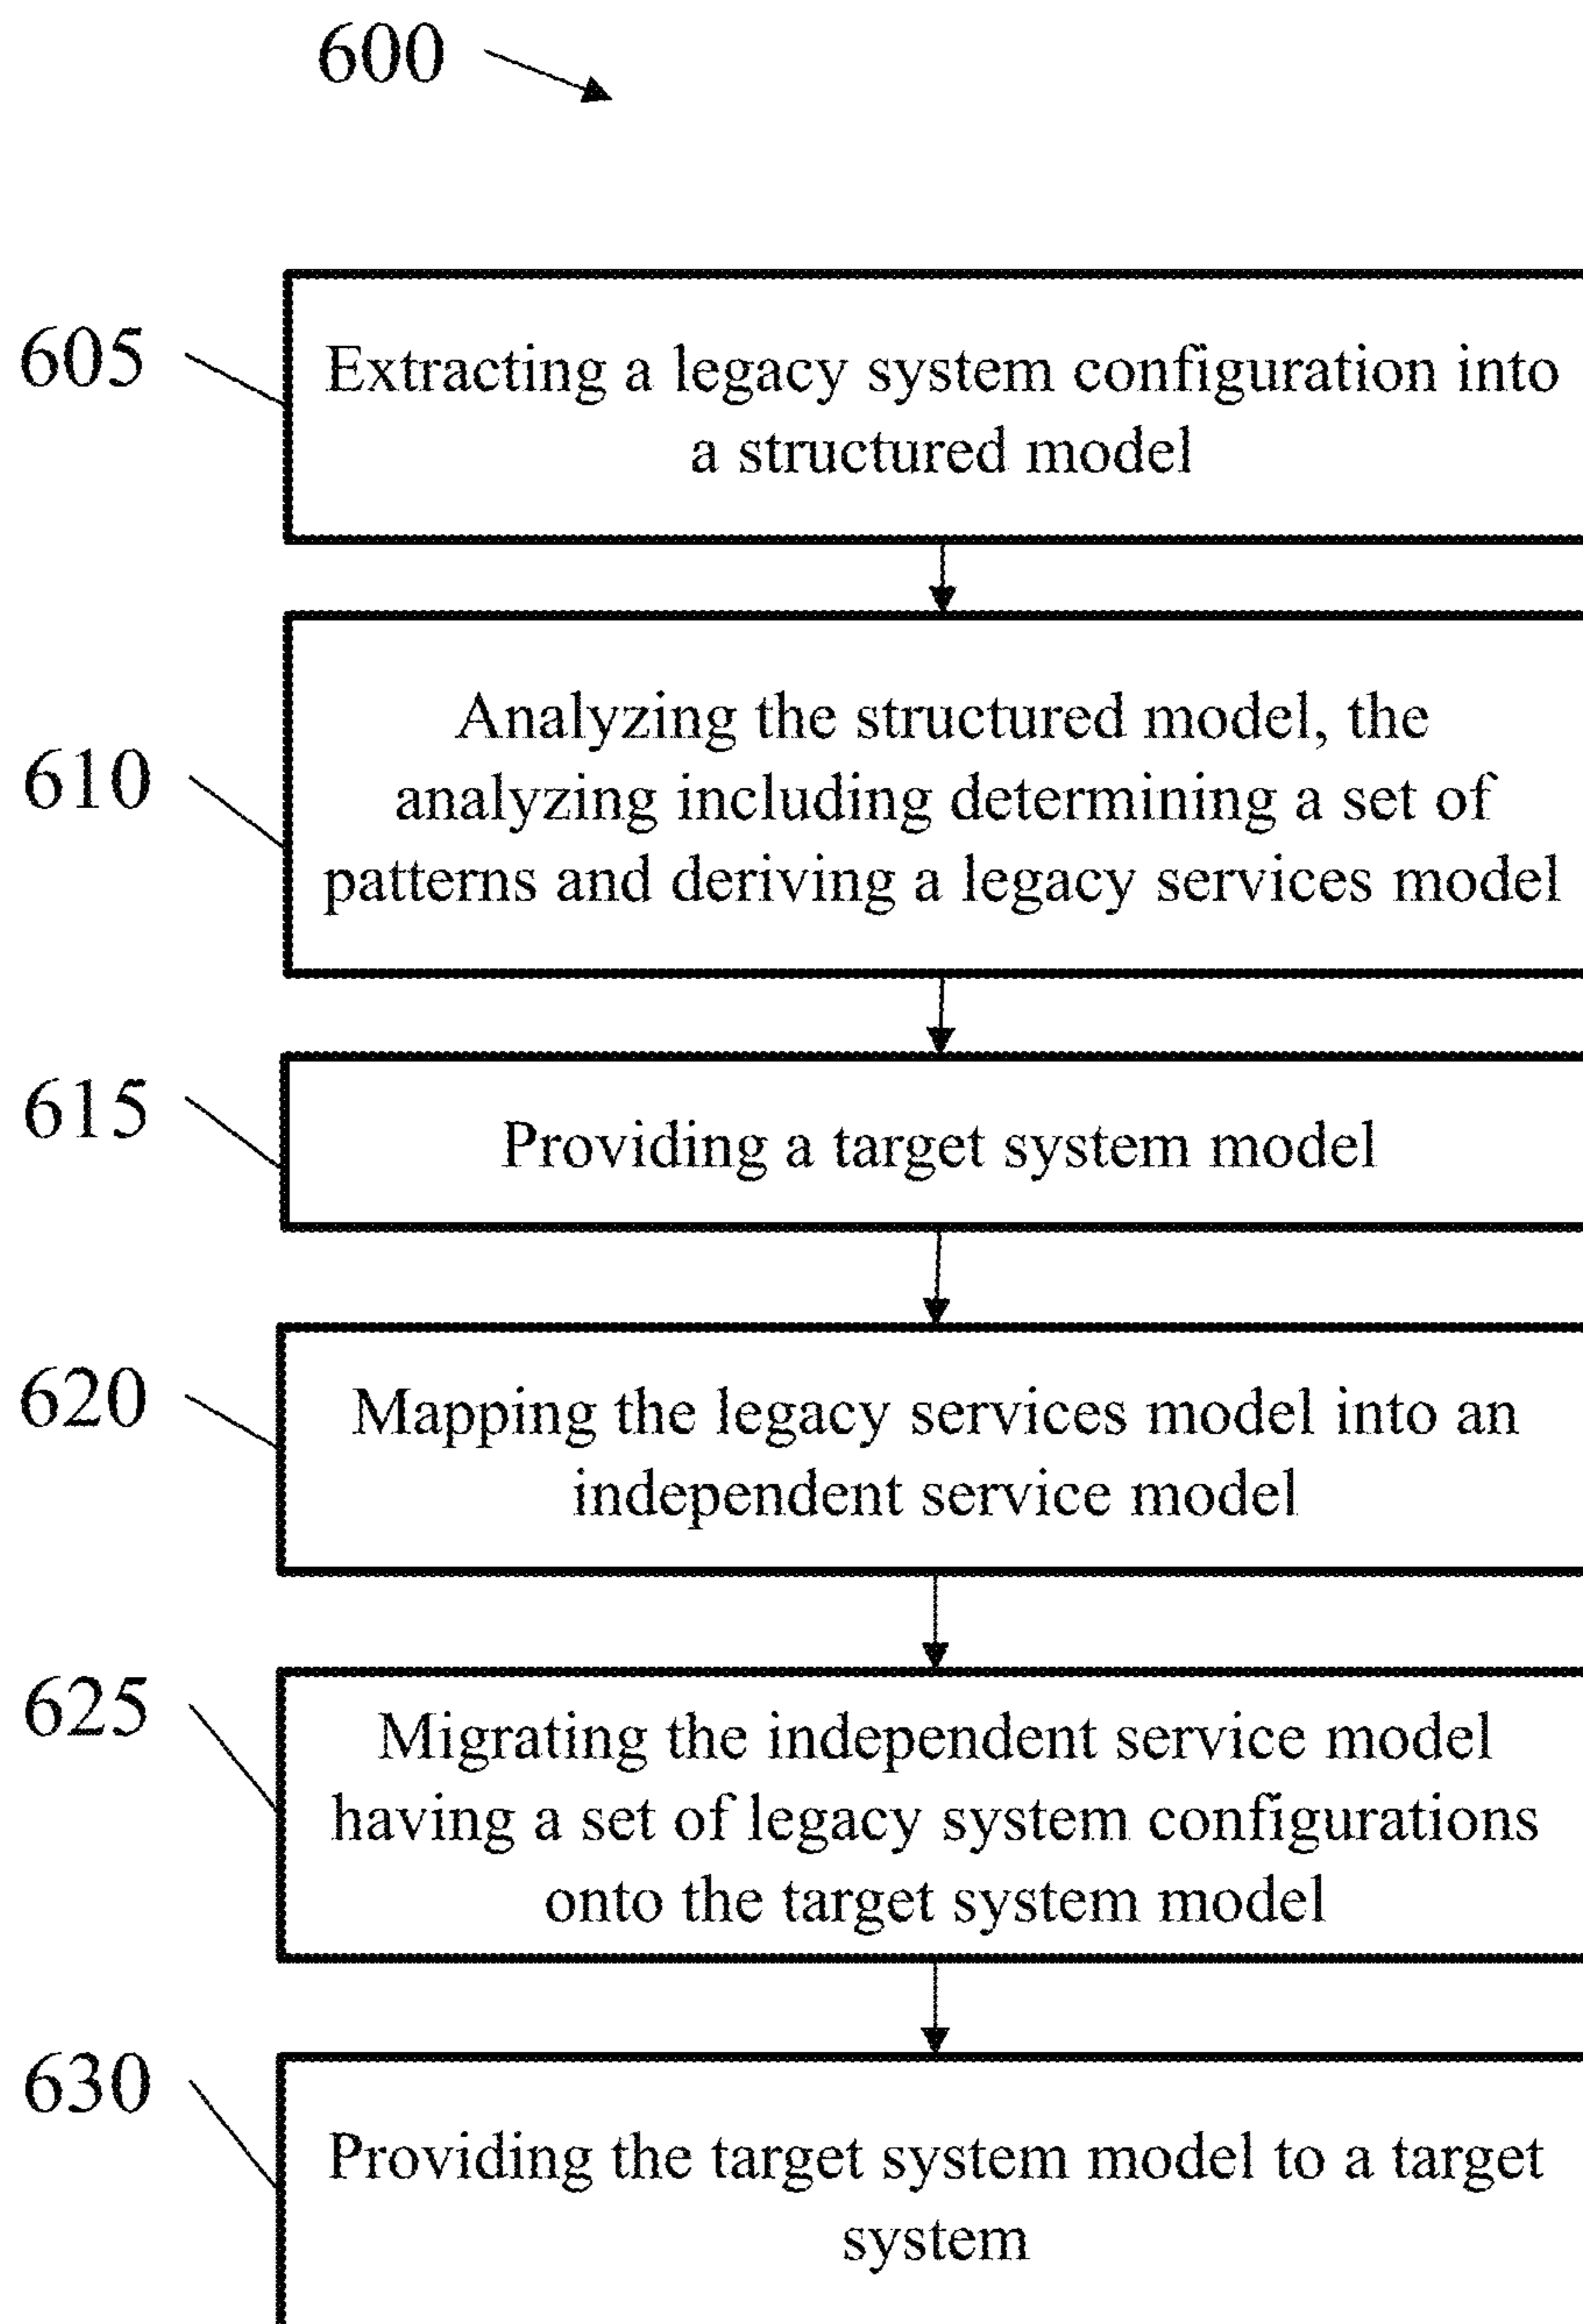 600
605
Extracting a legacy system configuration into
a structured model
610
Analyzing the structured model, the
analyzing including determining a set of
patterns and deriving a legacy services model
615
Providing a target system model
620
Mapping the legacy services model into an
independent service model
625
Migrating the independent service model
having a set of legacy system configurations
onto the target system model
630
Providing the target system model to a target
system